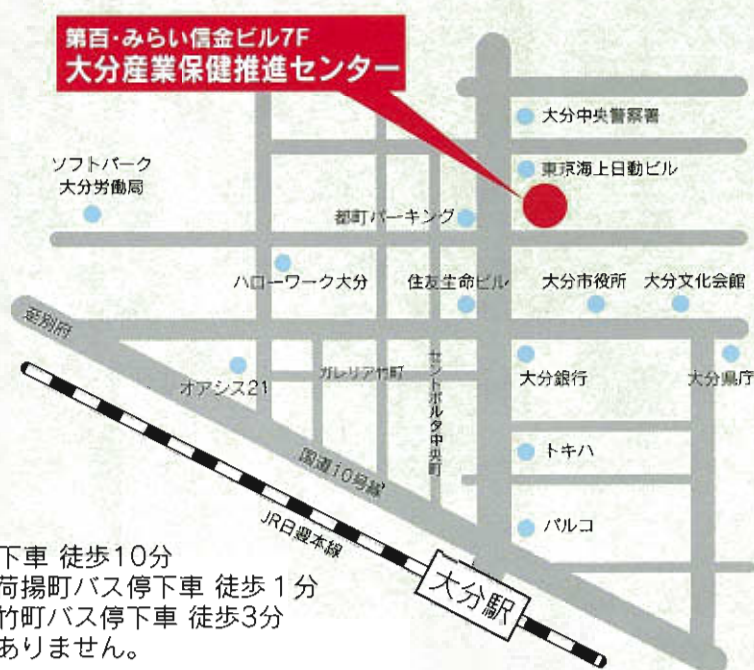 第百・みらい信金ビル7F
大分産業保健推進センター
大分中央警察署
東京海上日動ビル
ソフトパーク
大分労働局
都町パーキング
ハローワーク大分
住友生命ビル
大分市役所
大分文化会館
至別府
オアシス21
ガレリア竹町
セントポルタ中央町
大分銀行
大分県庁
国道10号線
トキハ
JR日豊本線
パルコ
大分駅
下車 徒歩10分
荷揚町バス停下車 徒歩1分
竹町バス停下車 徒歩3分
ありません。